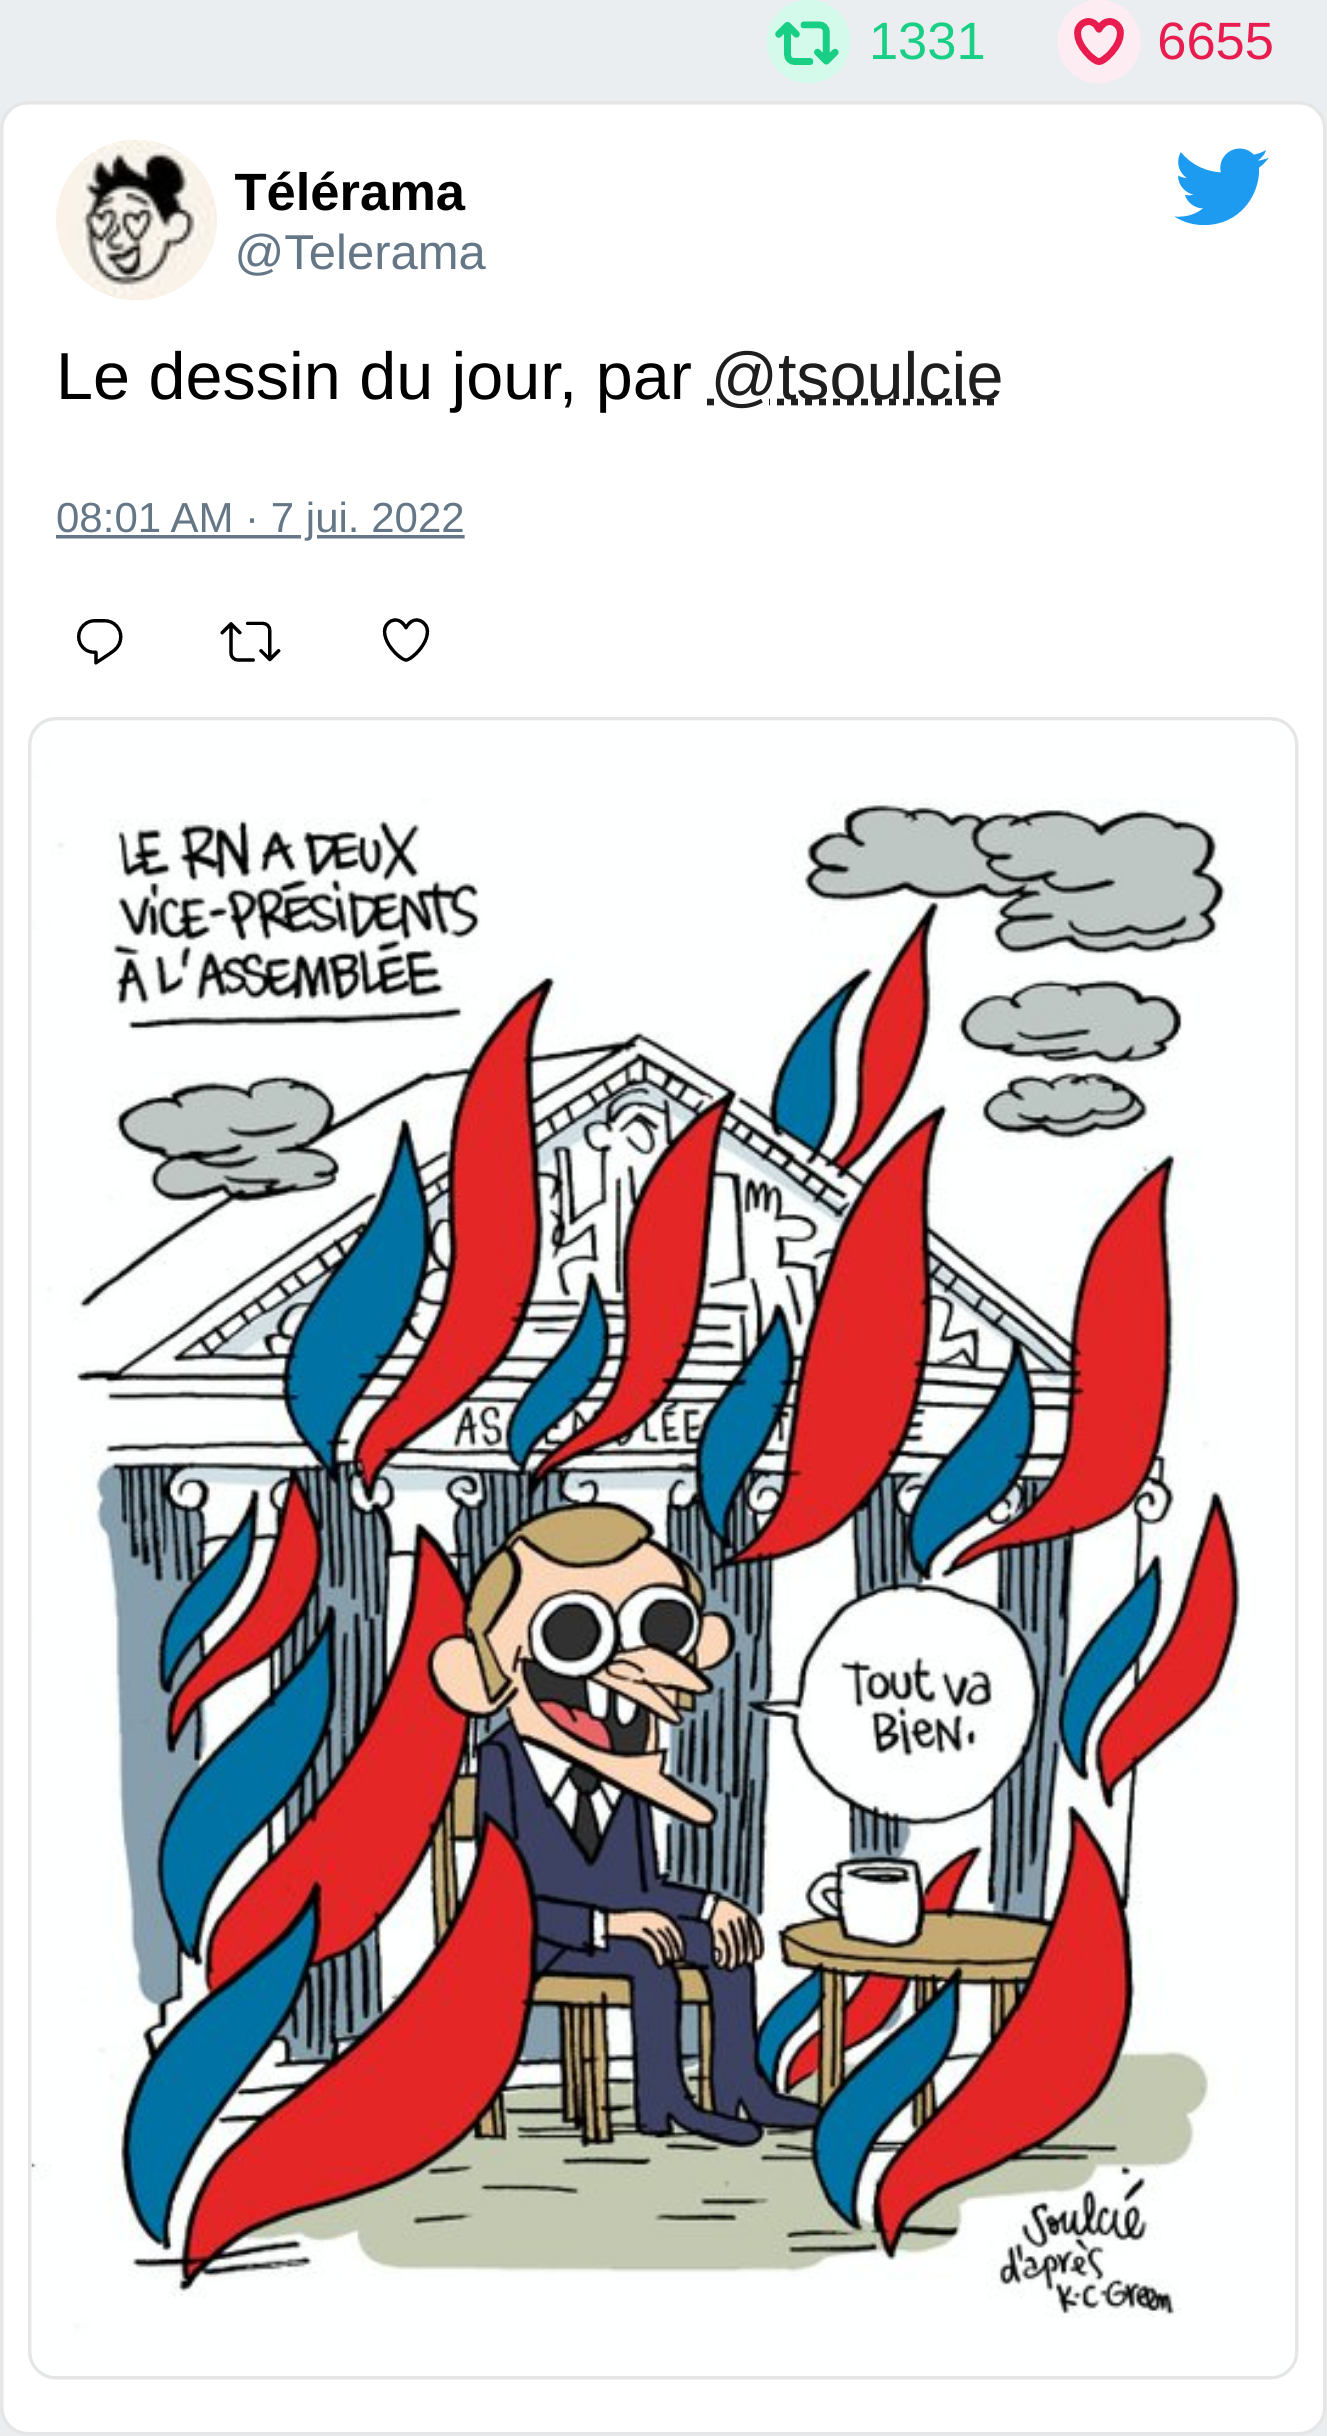 1331 6655
Télérama
@Telerama
Le dessin du jour, par @tsoulcie
08:01 AM · 7 jui. 2022
LE RN A DEUX
VICE-PRÉSIDENTS
À L'ASSEMBLÉE
Tout va
BieN.
Soulcié
d'après
K.C.Green